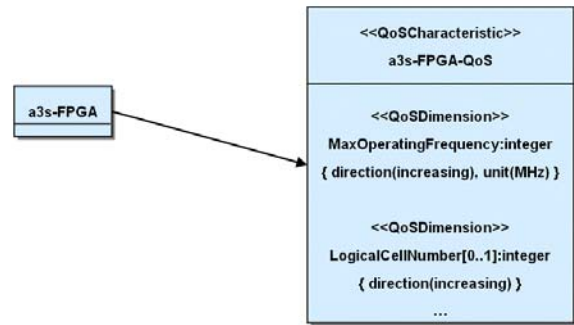 <<QoSCharacteristic>>
a3s-FPGA-QoS
a3s-FPGA
<<QoSDimension>>
MaxOperatingFrequency:integer
{ direction(increasing), unit(MHz) }
<<QoSDimension>>
LogicalCellNumber[0..1]:integer
{ direction(increasing) }
...